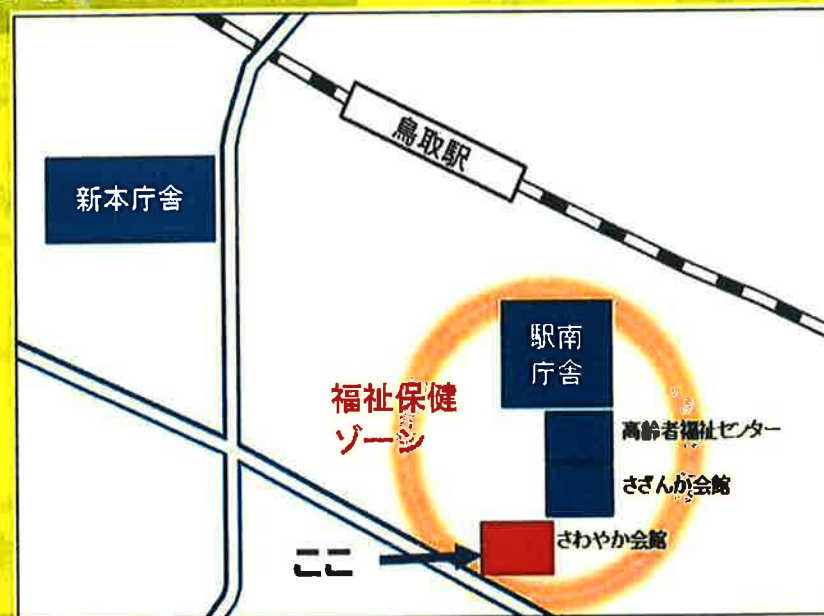 鳥取駅
新本庁舎
駅南
庁舎
福祉保健
ゾーン
高齢者福祉センター
さざんか会館
さわやか会館
ここ